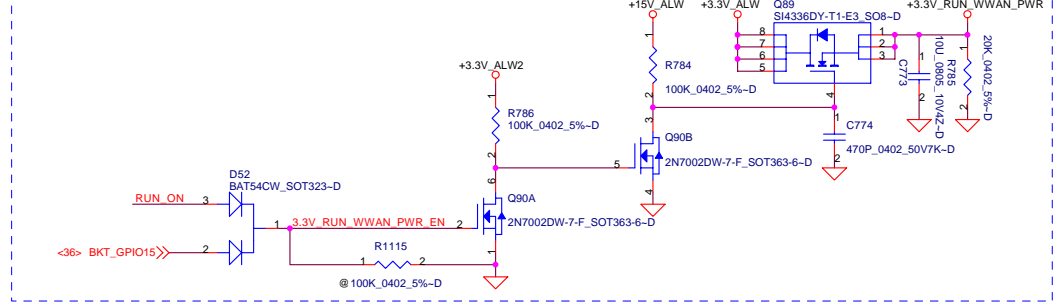 +15V_ALW
+3.3V_ALW
Q89
SI4336DY-T1-E3_SO8~D
+3.3V_RUN_WWAN_PWR
8
7
6
5
1
2
3
4
1
R784
2
100K_0402_5%~D
1
2
C773
10U_0805_10V4Z~D
1
2
R785
20K_0402_5%~D
+3.3V_ALW2
1
R786
100K_0402_5%~D
2
3
Q90B
5
2N7002DW-7-F_SOT363-6~D
4
1
C774
470P_0402_50V7K~D
2
D52
BAT54CW_SOT323~D
RUN_ON
3
1
<36> BKT_GPIO15
2
3.3V_RUN_WWAN_PWR_EN
2
6
Q90A
2N7002DW-7-F_SOT363-6~D
1
R1115
1
2
@100K_0402_5%~D